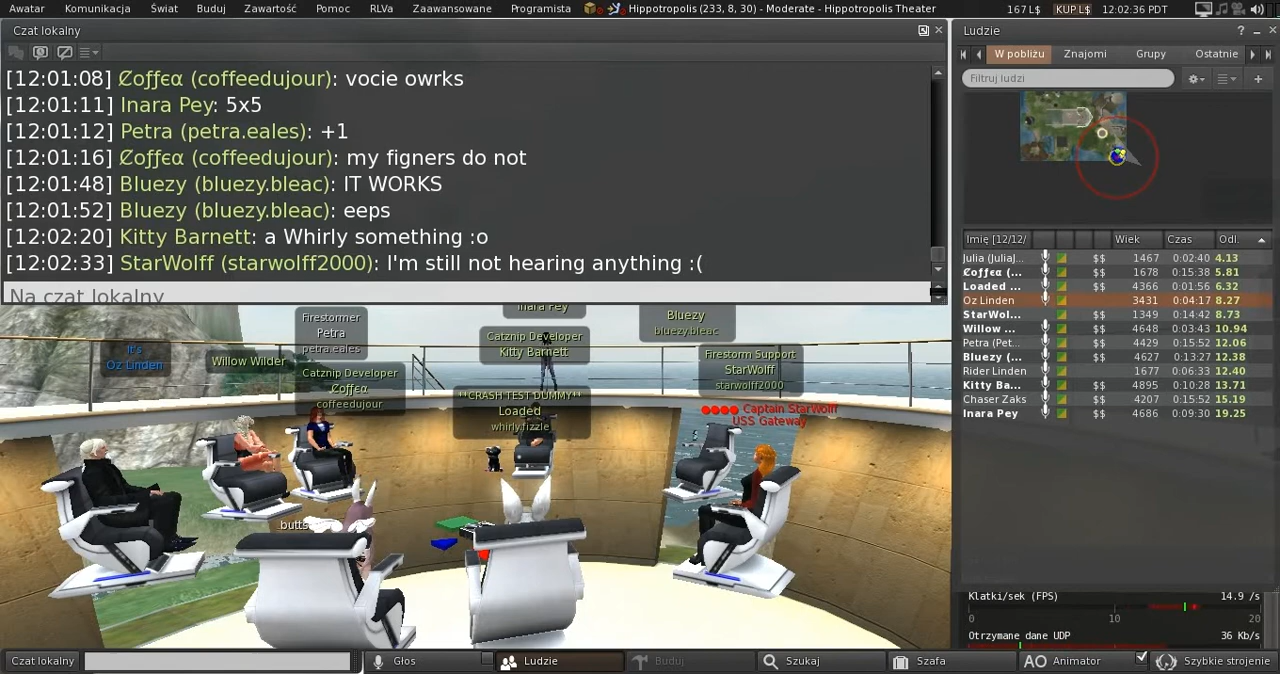 Awatar Komunikacja Świat Buduj Zawartość Pomoc RLVa Zaawansowane Programista Hippotropolis (233, 8, 30) - Moderate - Hippotropolis Theater 167 L$ KUP L$ 12:02:36 PDT
Czat lokalny
[12:01:08] Ȼoƒƒєα (coffeedujour): vocie owrks
[12:01:11] Inara Pey: 5x5
[12:01:12] Petra (petra.eales): +1
[12:01:16] Ȼoƒƒєα (coffeedujour): my figners do not
[12:01:48] Bluezy (bluezy.bleac): IT WORKS
[12:01:52] Bluezy (bluezy.bleac): eeps
[12:02:20] Kitty Barnett: a Whirly something :o
[12:02:33] StarWolff (starwolff2000): I'm still not hearing anything :(
Na czat lokalny
Ludzie
W pobliżu Znajomi Grupy Ostatnie
Filtruj ludzi
Imię [12/12/ Wiek Czas Odl.
Julia (JuliaJ... $$ 1467 0:02:40 4.13
Ȼoƒƒєα (... $$ 1678 0:15:38 5.81
Loaded ... $$ 4366 0:01:56 6.32
Oz Linden 3431 0:04:17 8.27
StarWol... $$ 1349 0:14:42 8.73
Willow ... $$ 4648 0:03:43 10.94
Petra (Pet... $$ 4429 0:15:52 12.06
Bluezy (... $$ 4627 0:13:27 12.38
Rider Linden 1677 0:06:33 12.40
Kitty Ba... $$ 4895 0:10:28 13.71
Chaser Zaks $$ 4207 0:15:52 15.19
Inara Pey $$ 4686 0:09:30 19.25
Inara Pey
Firestormer
Petra
petra.eales
Bluezy
bluezy.bleac
It's
Oz Linden
Willow Wilder
Catznip Developer
Kitty Barnett
Catznip Developer
Ȼoƒƒєα
coffeedujour
Firestorm Support
StarWolff
starwolff2000
**CRASH TEST DUMMY**
Loaded
whirly.fizzle
Captain StarWolff
USS Gateway
butts
Klatki/sek (FPS) 14.9 /s
0 10 20
Otrzymane dane UDP 36 Kb/s
Czat lokalny Głos Ludzie Buduj Szukaj Szafa AO Animator Szybkie strojenie